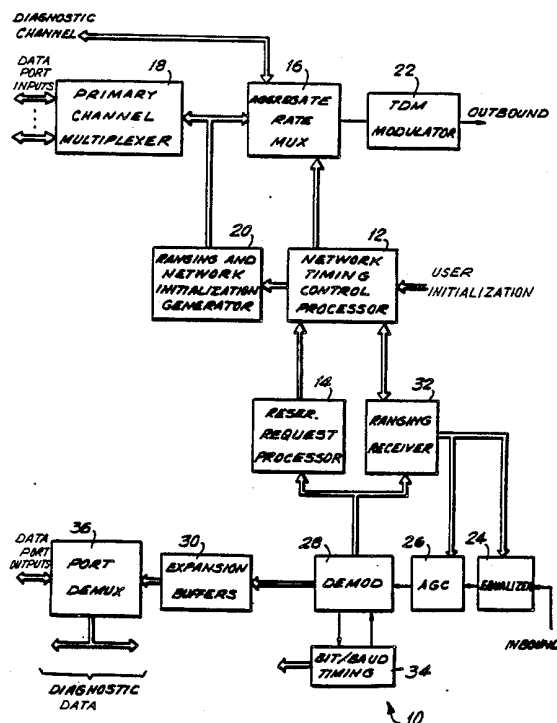 DIAGNOSTIC
CHANNEL
DATA
PORT
INPUTS
18
PRIMARY
CHANNEL
MULTIPLEXER
16
AGGREGATE
RATE
MUX
22
TDM
MODULATOR
OUTBOUND
20
RANGING AND
NETWORK
INITIALIZATION
GENERATOR
12
NETWORK
TIMING
CONTROL
PROCESSOR
USER
INITIALIZATION
14
RESER.
REQUEST
PROCESSOR
32
RANGING
RECEIVER
DATA
PORT
OUTPUTS
36
PORT
DEMUX
30
EXPANSION
BUFFERS
28
DEMOD
26
AGC
24
EQUALIZER
INBOUND
BIT/BAUD
TIMING
34
DIAGNOSTIC
DATA
10